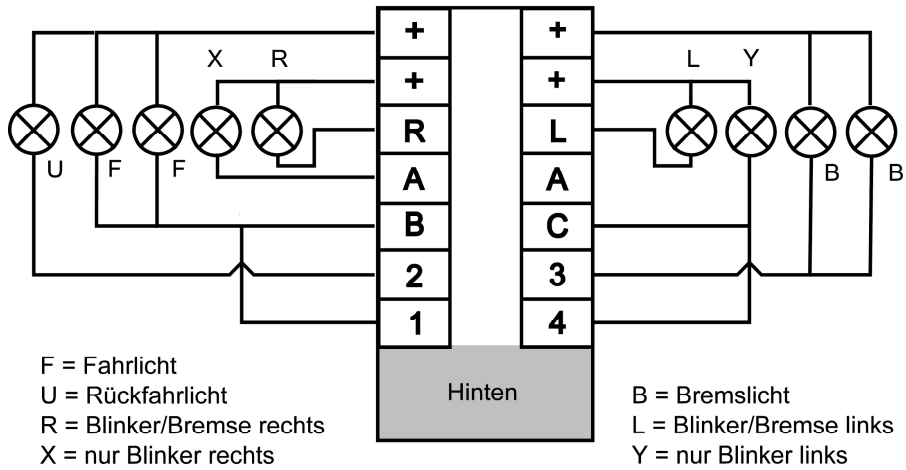 + +
X R + + L Y
R L
U F F A A B B
B C
2 3
1 4
F = Fahrlicht
U = Rückfahrlicht
R = Blinker/Bremse rechts
X = nur Blinker rechts
Hinten
B = Bremslicht
L = Blinker/Bremse links
Y = nur Blinker links